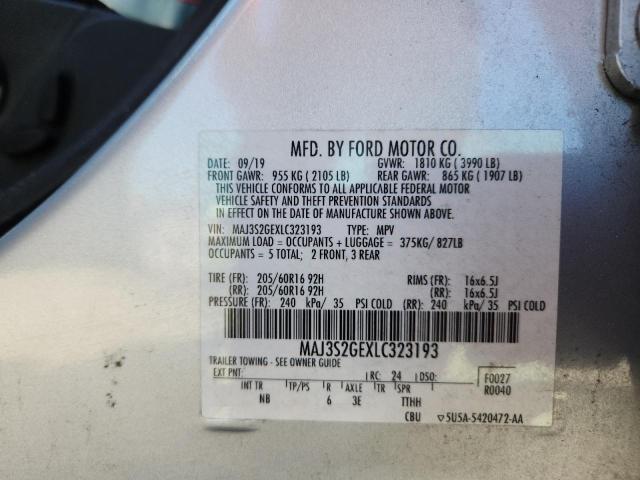 MFD. BY FORD MOTOR CO.
DATE: 09/19 GVWR: 1810 KG ( 3990 LB)
FRONT GAWR: 955 KG ( 2105 LB) REAR GAWR: 865 KG ( 1907 LB)
THIS VEHICLE CONFORMS TO ALL APPLICABLE FEDERAL MOTOR
VEHICLE SAFETY AND THEFT PREVENTION STANDARDS
IN EFFECT ON THE DATE OF MANUFACTURE SHOWN ABOVE.
VIN: MAJ3S2GEXLC323193 TYPE: MPV
MAXIMUM LOAD = OCCUPANTS + LUGGAGE = 375KG/ 827LB
OCCUPANTS = 5 TOTAL; 2 FRONT, 3 REAR
TIRE (FR): 205/60R16 92H RIMS (FR): 16x6.5J
(RR): 205/60R16 92H (RR): 16x6.5J
PRESSURE (FR): 240 kPa/ 35 PSI COLD (RR): 240 kPa/ 35 PSI COLD
MAJ3S2GEXLC323193
TRAILER TOWING - SEE OWNER GUIDE
EXT PNT: RC: 24 DSO: F0027
R0040
INT TR TP/PS R AXLE TR SPR
NB 6 3E TTHH
CBU ▽5U5A-5420472-AA